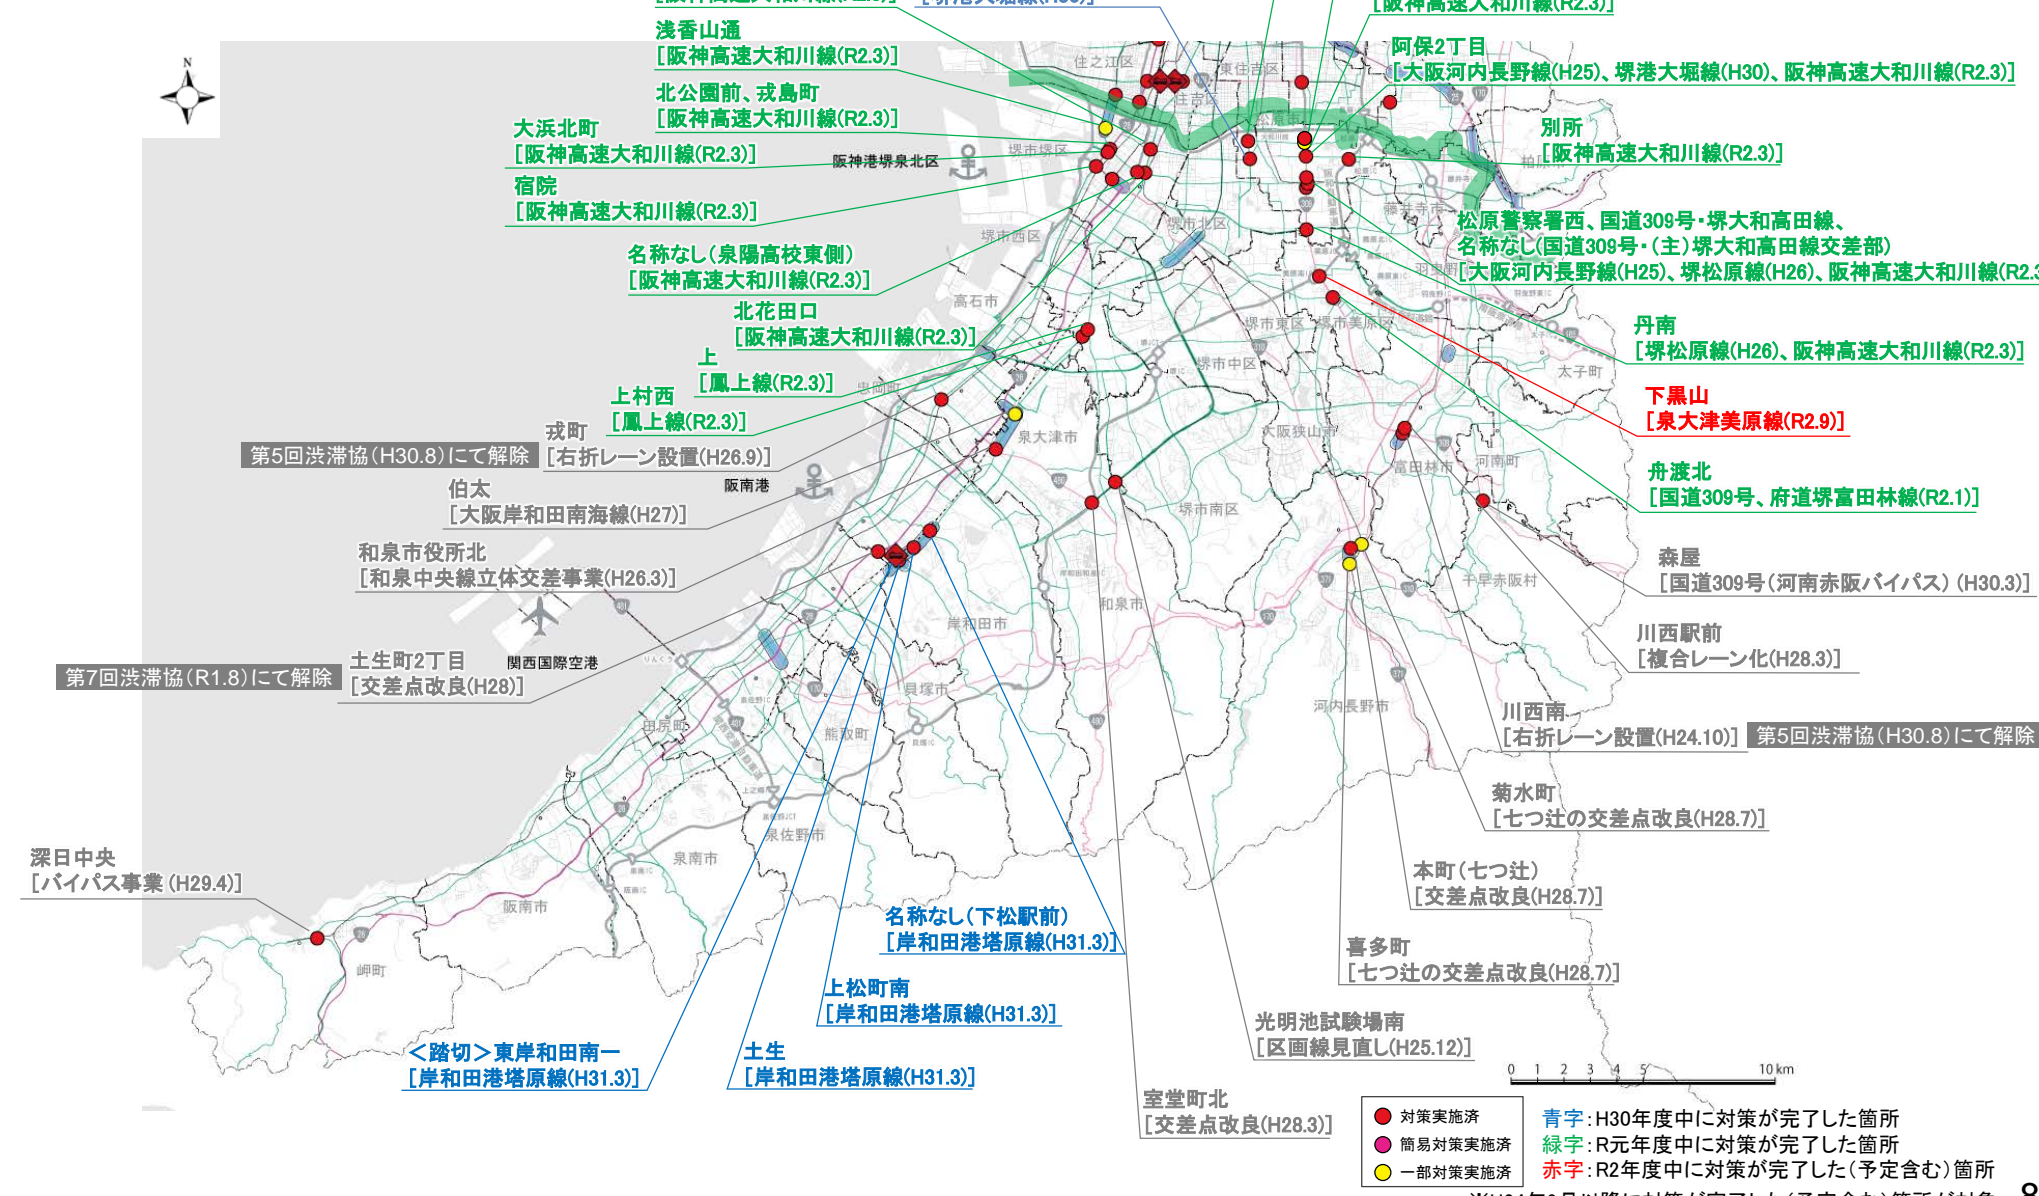 [阪神高速大和川線(R2.3)]
浅香山通
[阪神高速大和川線(R2.3)]
北公園前、戎島町
[阪神高速大和川線(R2.3)]
大浜北町
[阪神高速大和川線(R2.3)]
宿院
[阪神高速大和川線(R2.3)]
名称なし(泉陽高校東側)
[阪神高速大和川線(R2.3)]
北花田口
[阪神高速大和川線(R2.3)]
上
[鳳上線(R2.3)]
上村西
[鳳上線(R2.3)]
戎町
[右折レーン設置(H26.9)]
第5回渋滞協(H30.8)にて解除
伯太
[大阪岸和田南海線(H27)]
和泉市役所北
[和泉中央線立体交差事業(H26.3)]
土生町2丁目
[交差点改良(H28)]
第7回渋滞協(R1.8)にて解除
深日中央
[バイパス事業(H29.4)]
N
阪神港堺泉北区
阪南港
関西国際空港
[阪神高速大和川線(R2.3)]
阿保2丁目
[大阪河内長野線(H25)、堺港大堀線(H30)、阪神高速大和川線(R2.3)]
別所
[阪神高速大和川線(R2.3)]
松原警察署西、国道309号・堺大和高田線、
名称なし(国道309号・(主)堺大和高田線交差部)
[大阪河内長野線(H25)、堺松原線(H26)、阪神高速大和川線(R2.3
丹南
[堺松原線(H26)、阪神高速大和川線(R2.3)]
下黒山
[泉大津美原線(R2.9)]
舟渡北
[国道309号、府道堺富田林線(R2.1)]
森屋
[国道309号(河南赤阪バイパス)(H30.3)]
川西駅前
[複合レーン化(H28.3)]
川西南
[右折レーン設置(H24.10)]
第5回渋滞協(H30.8)にて解除
菊水町
[七つ辻の交差点改良(H28.7)]
本町(七つ辻)
[交差点改良(H28.7)]
喜多町
[七つ辻の交差点改良(H28.7)]
光明池試験場南
[区画線見直し(H25.12)]
室堂町北
[交差点改良(H28.3)]
名称なし(下松駅前)
[岸和田港塔原線(H31.3)]
上松町南
[岸和田港塔原線(H31.3)]
土生
[岸和田港塔原線(H31.3)]
<踏切>東岸和田南一
[岸和田港塔原線(H31.3)]
住之江区
東住吉区
住吉区
松原市
堺市堺区
堺市北区
堺市西区
藤井寺市
高石市
堺市東区
堺市美原区
堺市中区
太子町
忠岡町
泉大津市
大阪狭山市
富田林市
河南町
堺市南区
千早赤阪村
和泉市
岸和田市
貝塚市
河内長野市
田尻町
熊取町
泉佐野市
泉南市
阪南市
岬町
0 1 2 3 4 5 10 km
対策実施済
簡易対策実施済
一部対策実施済
青字:H30年度中に対策が完了した箇所
緑字:R元年度中に対策が完了した箇所
赤字:R2年度中に対策が完了した(予定含む)箇所
8